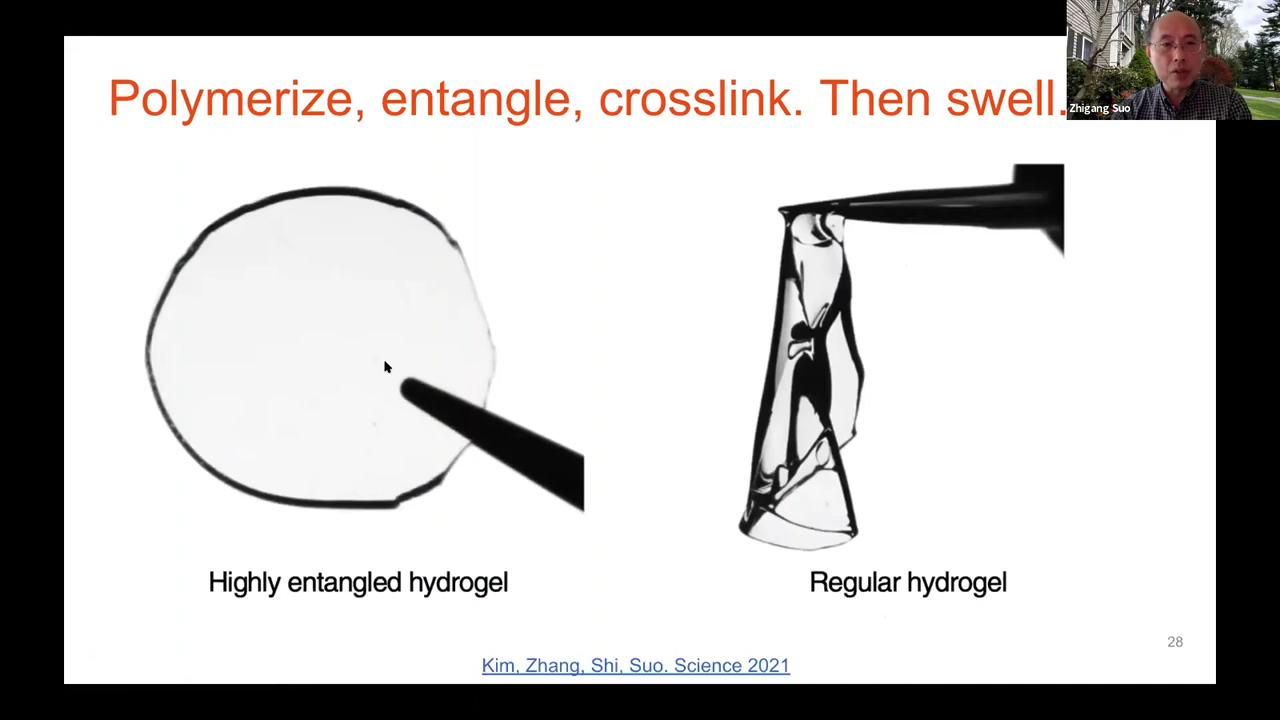 Polymerize, entangle, crosslink. Then swell.
Zhigang Suo
Highly entangled hydrogel
Regular hydrogel
28
Kim, Zhang, Shi, Suo. Science 2021